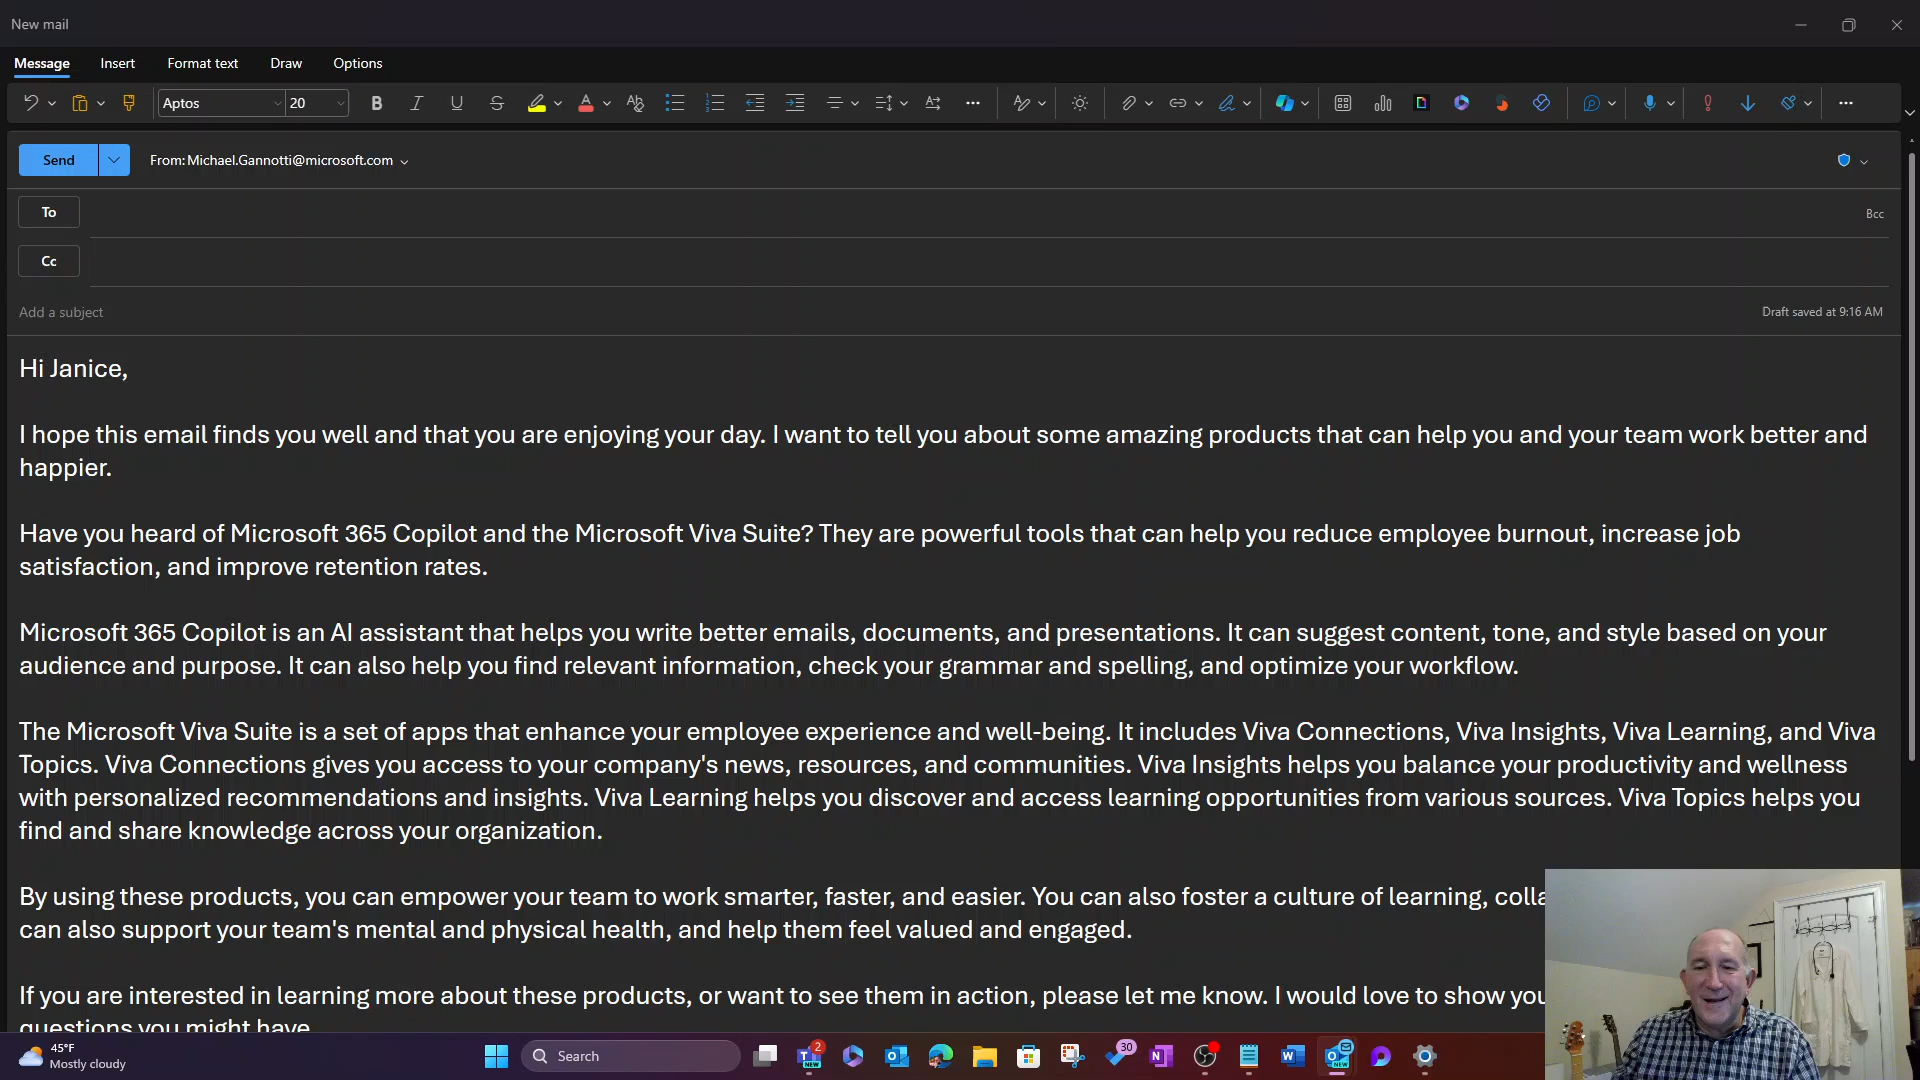 New mail
Message Insert Format text Draw Options
Aptos 20
Send From: Michael.Gannotti@microsoft.com
To Bcc
Cc
Add a subject Draft saved at 9:16 AM
Hi Janice,
I hope this email finds you well and that you are enjoying your day. I want to tell you about some amazing products that can help you and your team work better and
happier.
Have you heard of Microsoft 365 Copilot and the Microsoft Viva Suite? They are powerful tools that can help you reduce employee burnout, increase job
satisfaction, and improve retention rates.
Microsoft 365 Copilot is an AI assistant that helps you write better emails, documents, and presentations. It can suggest content, tone, and style based on your
audience and purpose. It can also help you find relevant information, check your grammar and spelling, and optimize your workflow.
The Microsoft Viva Suite is a set of apps that enhance your employee experience and well-being. It includes Viva Connections, Viva Insights, Viva Learning, and Viva
Topics. Viva Connections gives you access to your company's news, resources, and communities. Viva Insights helps you balance your productivity and wellness
with personalized recommendations and insights. Viva Learning helps you discover and access learning opportunities from various sources. Viva Topics helps you
find and share knowledge across your organization.
By using these products, you can empower your team to work smarter, faster, and easier. You can also foster a culture of learning, colla
can also support your team's mental and physical health, and help them feel valued and engaged.
If you are interested in learning more about these products, or want to see them in action, please let me know. I would love to show you
questions you might have
45°F
Mostly cloudy
Search
2
NEW
30
NEW